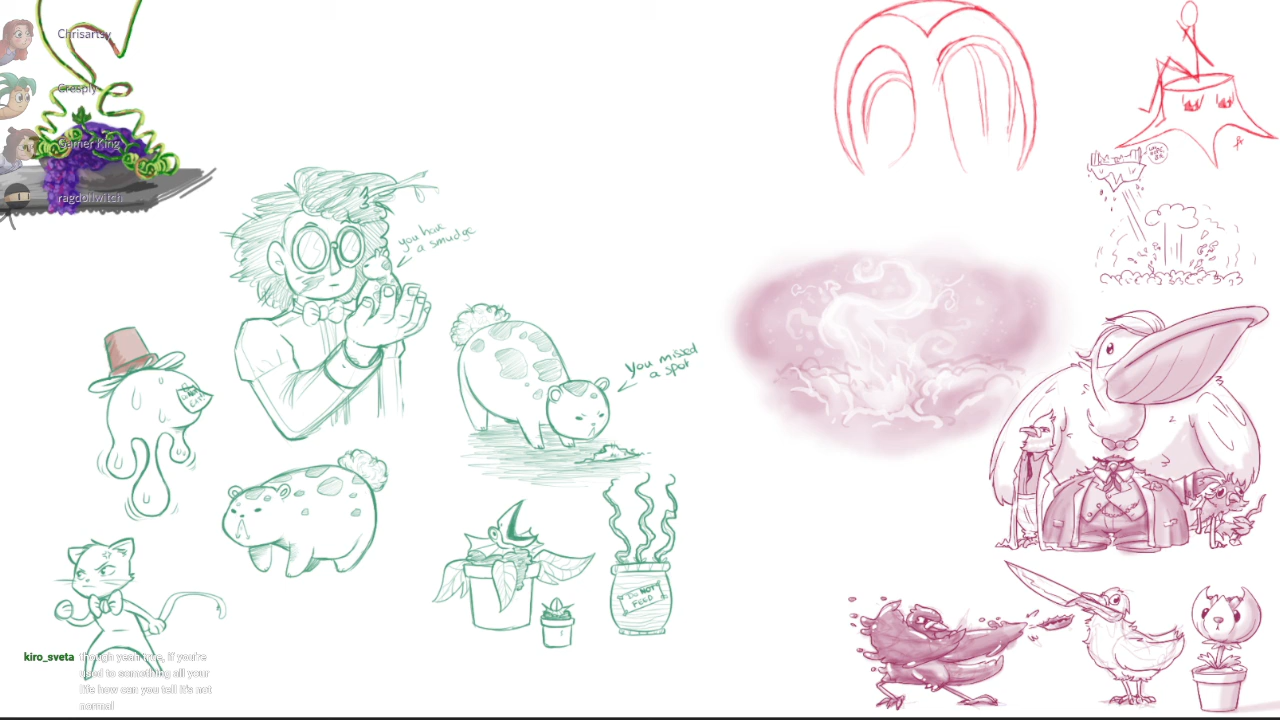 Chrisartsy
Cresply
Gamer King
ragdollwitch
you have
a smudge
You missed
a spot
Do NOT
FEED
kiro_sveta though yeah true, if you're
used to something all your
life how can you tell it's not
normal